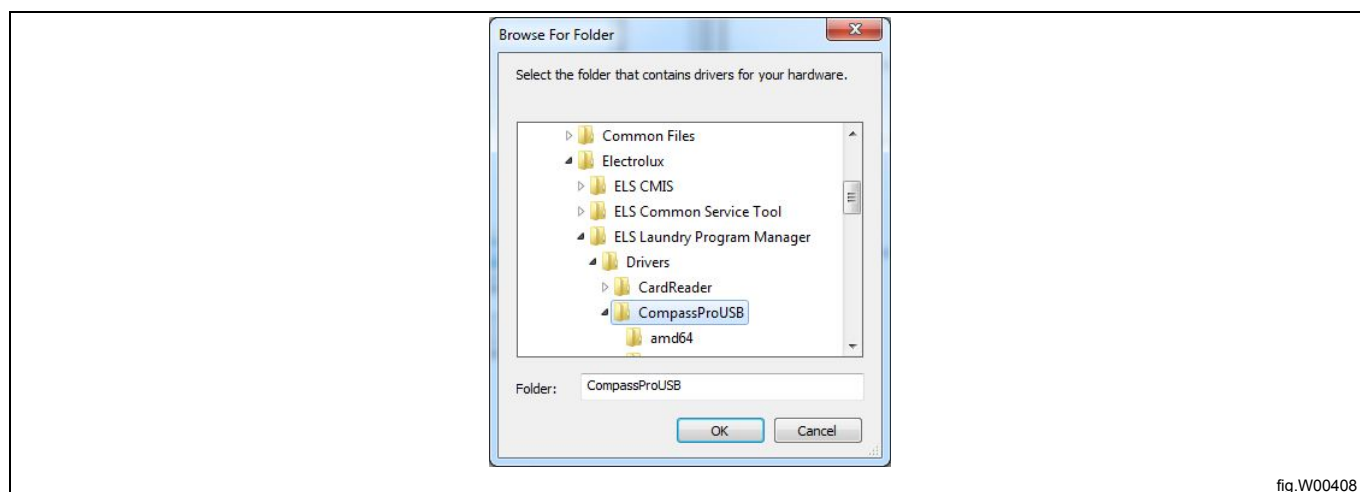 Browse For Folder
Select the folder that contains drivers for your hardware.
Common Files
Electrolux
ELS CMIS
ELS Common Service Tool
ELS Laundry Program Manager
Drivers
CardReader
CompassProUSB
amd64
Folder: CompassProUSB
OK Cancel
fig.W00408